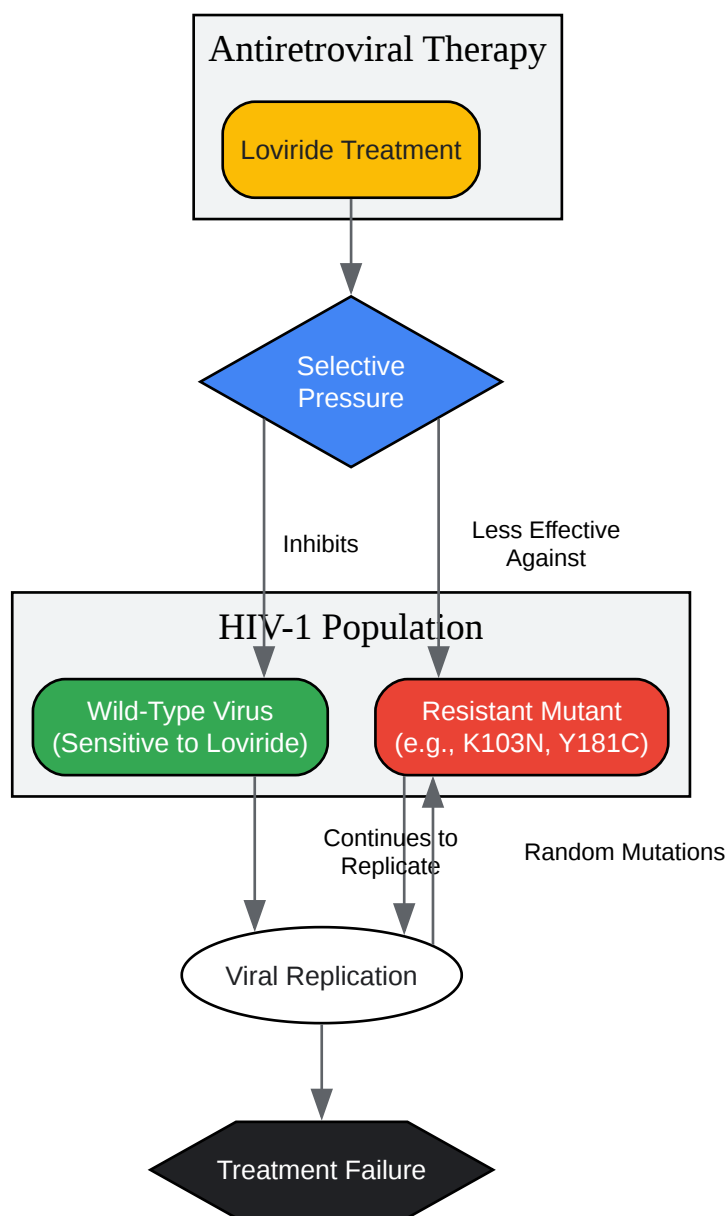 Antiretroviral Therapy
Loviride Treatment
Selective
Pressure
Inhibits
Less Effective
Against
HIV-1 Population
Wild-Type Virus
(Sensitive to Loviride)
Resistant Mutant
(e.g., K103N, Y181C)
Continues to
Replicate
Random Mutations
Viral Replication
Treatment Failure